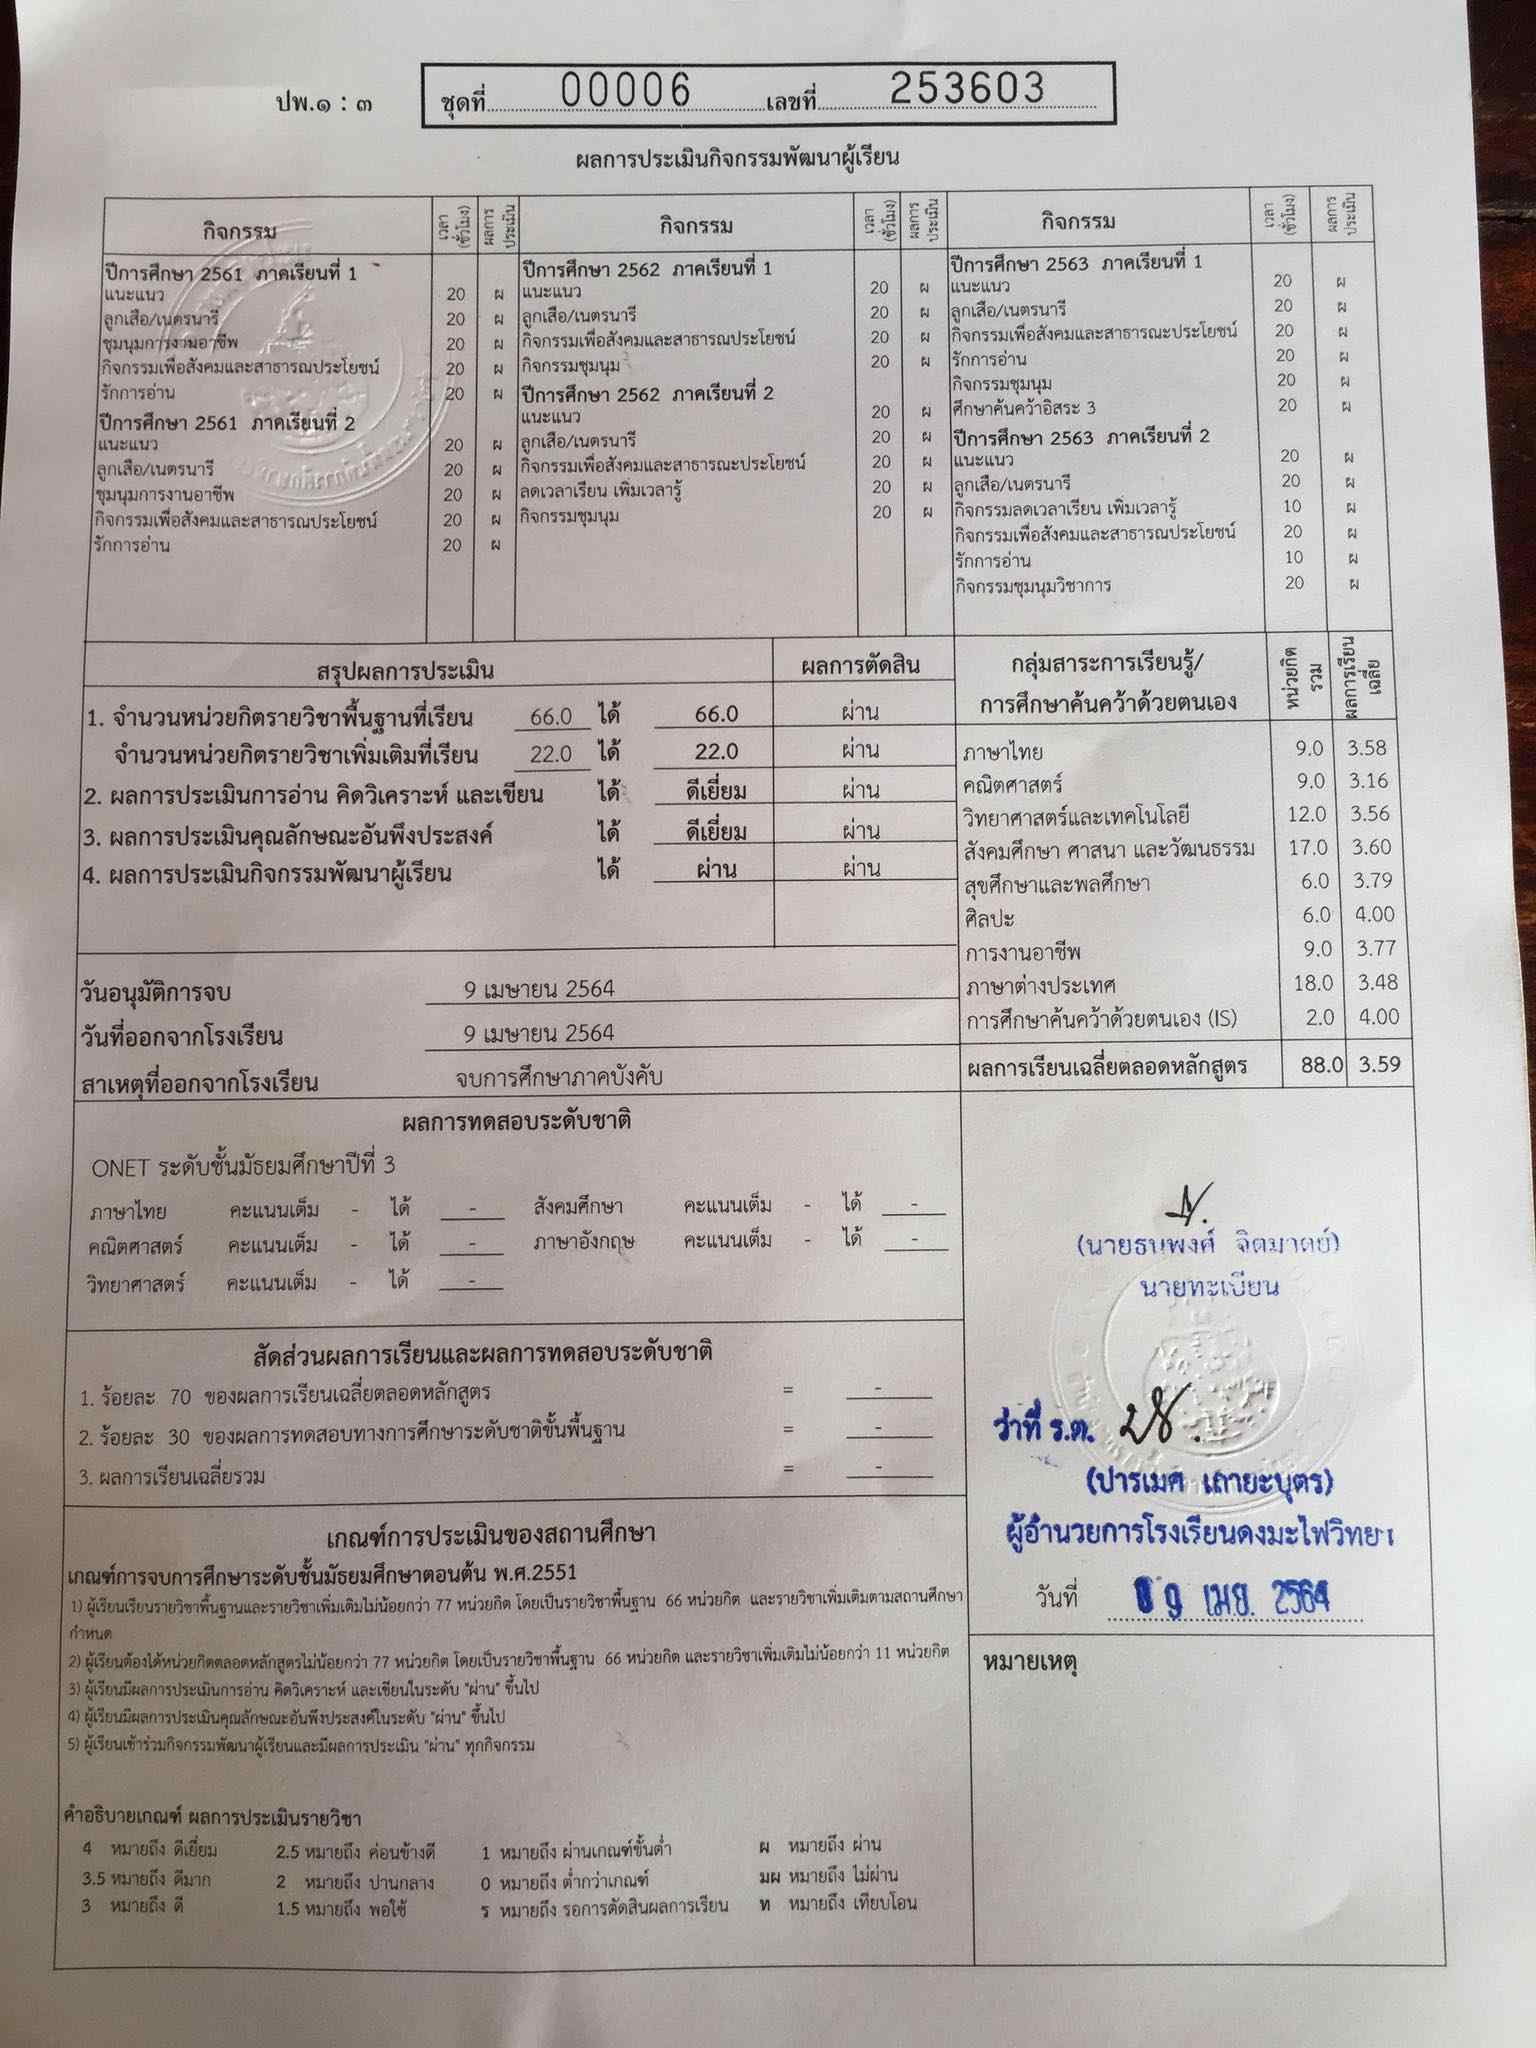 ปพ.๑ : ๓ ชุดที่ 00006 เลขที่ 253603
ผลการประเมินกิจกรรมพัฒนาผู้เรียน
กิจกรรม เวลา (ชั่วโมง) ผลการประเมิน กิจกรรม เวลา (ชั่วโมง) ผลการประเมิน กิจกรรม เวลา (ชั่วโมง) ผลการประเมิน
ปีการศึกษา 2561 ภาคเรียนที่ 1
แนะแนว 20 ผ
ลูกเสือ/เนตรนารี 20 ผ
ชุมนุมการงานอาชีพ 20 ผ
กิจกรรมเพื่อสังคมและสาธารณประโยชน์ 20 ผ
รักการอ่าน 20 ผ
ปีการศึกษา 2561 ภาคเรียนที่ 2
แนะแนว 20 ผ
ลูกเสือ/เนตรนารี 20 ผ
ชุมนุมการงานอาชีพ 20 ผ
กิจกรรมเพื่อสังคมและสาธารณประโยชน์ 20 ผ
รักการอ่าน 20 ผ
ปีการศึกษา 2562 ภาคเรียนที่ 1
แนะแนว 20 ผ
ลูกเสือ/เนตรนารี 20 ผ
กิจกรรมเพื่อสังคมและสาธารณะประโยชน์ 20 ผ
กิจกรรมชุมนุม 20 ผ
ปีการศึกษา 2562 ภาคเรียนที่ 2
แนะแนว 20 ผ
ลูกเสือ/เนตรนารี 20 ผ
กิจกรรมเพื่อสังคมและสาธารณะประโยชน์ 20 ผ
ลดเวลาเรียน เพิ่มเวลารู้ 20 ผ
กิจกรรมชุมนุม 20 ผ
ปีการศึกษา 2563 ภาคเรียนที่ 1
แนะแนว 20 ผ
ลูกเสือ/เนตรนารี 20 ผ
กิจกรรมเพื่อสังคมและสาธารณะประโยชน์ 20 ผ
รักการอ่าน 20 ผ
กิจกรรมชุมนุม 20 ผ
ศึกษาค้นคว้าอิสระ 3 20 ผ
ปีการศึกษา 2563 ภาคเรียนที่ 2
แนะแนว 20 ผ
ลูกเสือ/เนตรนารี 20 ผ
กิจกรรมลดเวลาเรียน เพิ่มเวลารู้ 10 ผ
กิจกรรมเพื่อสังคมและสาธารณประโยชน์ 20 ผ
รักการอ่าน 10 ผ
กิจกรรมชุมนุมวิชาการ 20 ผ
สรุปผลการประเมิน ผลการตัดสิน
1. จำนวนหน่วยกิตรายวิชาพื้นฐานที่เรียน 66.0 ได้ 66.0 ผ่าน
จำนวนหน่วยกิตรายวิชาเพิ่มเติมที่เรียน 22.0 ได้ 22.0 ผ่าน
2. ผลการประเมินการอ่าน คิดวิเคราะห์ และเขียน ได้ ดีเยี่ยม ผ่าน
3. ผลการประเมินคุณลักษณะอันพึงประสงค์ ได้ ดีเยี่ยม ผ่าน
4. ผลการประเมินกิจกรรมพัฒนาผู้เรียน ได้ ผ่าน ผ่าน
วันอนุมัติการจบ 9 เมษายน 2564
วันที่ออกจากโรงเรียน 9 เมษายน 2564
สาเหตุที่ออกจากโรงเรียน จบการศึกษาภาคบังคับ
กลุ่มสาระการเรียนรู้/ การศึกษาค้นคว้าด้วยตนเอง หน่วยกิตรวม ผลการเรียนเฉลี่ย
ภาษาไทย 9.0 3.58
คณิตศาสตร์ 9.0 3.16
วิทยาศาสตร์และเทคโนโลยี 12.0 3.56
สังคมศึกษา ศาสนา และวัฒนธรรม 17.0 3.60
สุขศึกษาและพลศึกษา 6.0 3.79
ศิลปะ 6.0 4.00
การงานอาชีพ 9.0 3.77
ภาษาต่างประเทศ 18.0 3.48
การศึกษาค้นคว้าด้วยตนเอง (IS) 2.0 4.00
ผลการเรียนเฉลี่ยตลอดหลักสูตร 88.0 3.59
ผลการทดสอบระดับชาติ
ONET ระดับชั้นมัธยมศึกษาปีที่ 3
ภาษาไทย คะแนนเต็ม - ได้ - สังคมศึกษา คะแนนเต็ม - ได้ -
คณิตศาสตร์ คะแนนเต็ม - ได้ - ภาษาอังกฤษ คะแนนเต็ม - ได้ -
วิทยาศาสตร์ คะแนนเต็ม - ได้ -
สัดส่วนผลการเรียนและผลการทดสอบระดับชาติ
1. ร้อยละ 70 ของผลการเรียนเฉลี่ยตลอดหลักสูตร = -
2. ร้อยละ 30 ของผลการทดสอบทางการศึกษาระดับชาติขั้นพื้นฐาน = -
3. ผลการเรียนเฉลี่ยรวม = -
เกณฑ์การประเมินของสถานศึกษา
เกณฑ์การจบการศึกษาระดับชั้นมัธยมศึกษาตอนต้น พ.ศ.2551
1) ผู้เรียนเรียนรายวิชาพื้นฐานและรายวิชาเพิ่มเติมไม่น้อยกว่า 77 หน่วยกิต โดยเป็นรายวิชาพื้นฐาน 66 หน่วยกิต และรายวิชาเพิ่มเติมตามสถานศึกษา
กำหนด
2) ผู้เรียนต้องได้หน่วยกิตตลอดหลักสูตรไม่น้อยกว่า 77 หน่วยกิต โดยเป็นรายวิชาพื้นฐาน 66 หน่วยกิต และรายวิชาเพิ่มเติมไม่น้อยกว่า 11 หน่วยกิต
3) ผู้เรียนมีผลการประเมินการอ่าน คิดวิเคราะห์ และเขียนในระดับ "ผ่าน" ขึ้นไป
4) ผู้เรียนมีผลการประเมินคุณลักษณะอันพึงประสงค์ในระดับ "ผ่าน" ขึ้นไป
5) ผู้เรียนเข้าร่วมกิจกรรมพัฒนาผู้เรียนและมีผลการประเมิน "ผ่าน" ทุกกิจกรรม
คำอธิบายเกณฑ์ ผลการประเมินรายวิชา
4 หมายถึง ดีเยี่ยม 2.5 หมายถึง ค่อนข้างดี 1 หมายถึง ผ่านเกณฑ์ขั้นต่ำ ผ หมายถึง ผ่าน
3.5 หมายถึง ดีมาก 2 หมายถึง ปานกลาง 0 หมายถึง ต่ำกว่าเกณฑ์ มผ หมายถึง ไม่ผ่าน
3 หมายถึง ดี 1.5 หมายถึง พอใช้ ร หมายถึง รอการตัดสินผลการเรียน ท หมายถึง เทียบโอน
(นายธนพงศ์ จิตมาตย์)
นายทะเบียน
ว่าที่ ร.ต.
(ปารเมศ เถายะบุตร)
ผู้อำนวยการโรงเรียนดงมะไฟวิทยา
วันที่ 09 เม.ย. 2564
หมายเหตุ